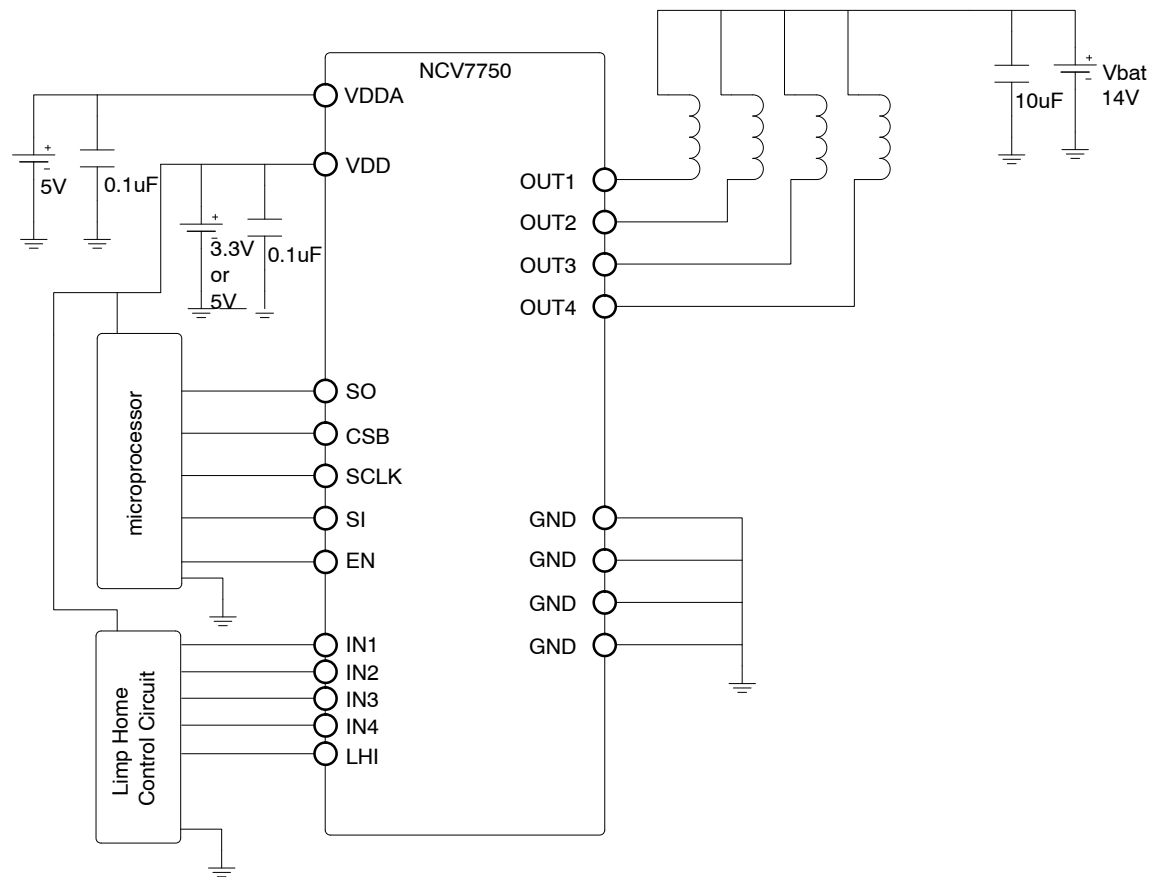 NCV7750
VDDA
+
-
5V
0.1uF
VDD
+
-
3.3V
or
5V
0.1uF
microprocessor
SO
CSB
SCLK
SI
EN
Limp Home
Control Circuit
IN1
IN2
IN3
IN4
LHI
OUT1
OUT2
OUT3
OUT4
GND
GND
GND
GND
10uF
+
-
Vbat
14V